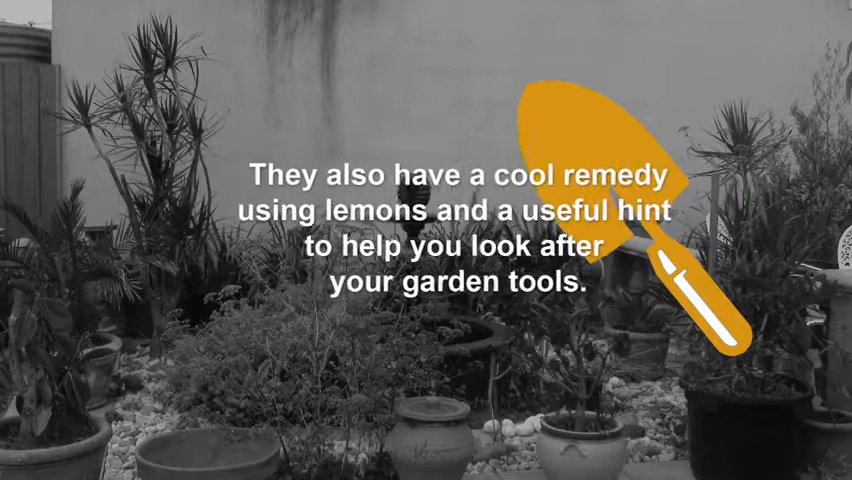 They also have a cool remedy
using lemons and a useful hint
to help you look after
your garden tools.